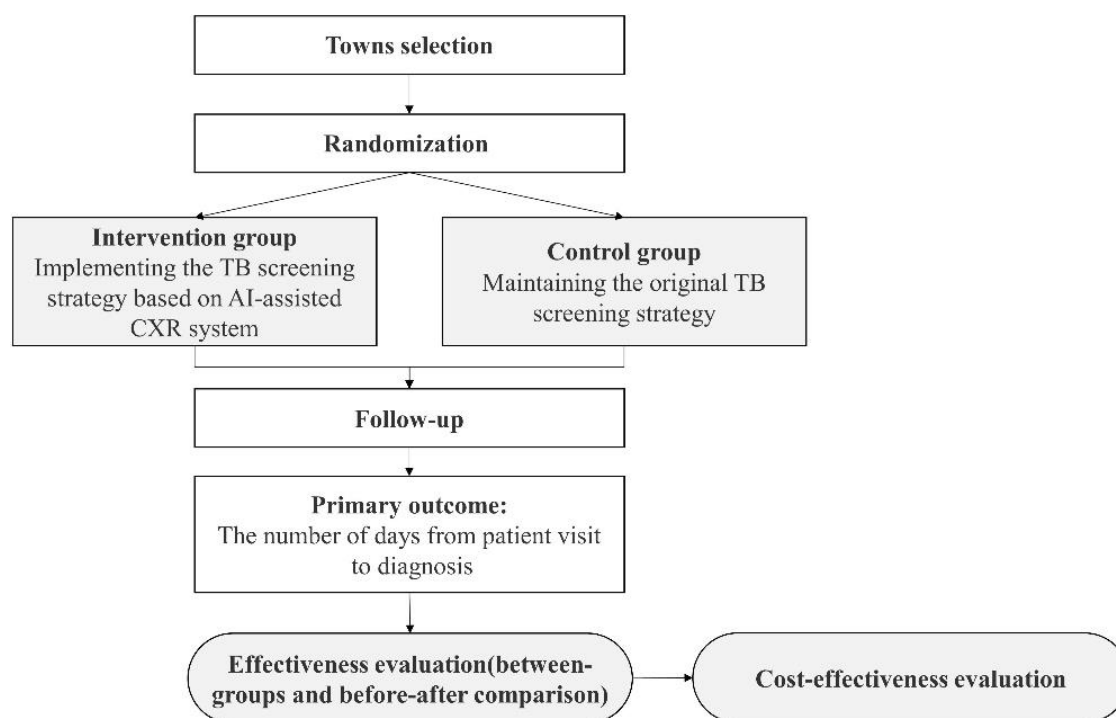 Towns selection
Randomization
Intervention group
Implementing the TB screening
strategy based on AI-assisted
CXR system
Control group
Maintaining the original TB
screening strategy
Follow-up
Primary outcome:
The number of days from patient visit
to diagnosis
Effectiveness evaluation(between-
groups and before-after comparison)
Cost-effectiveness evaluation